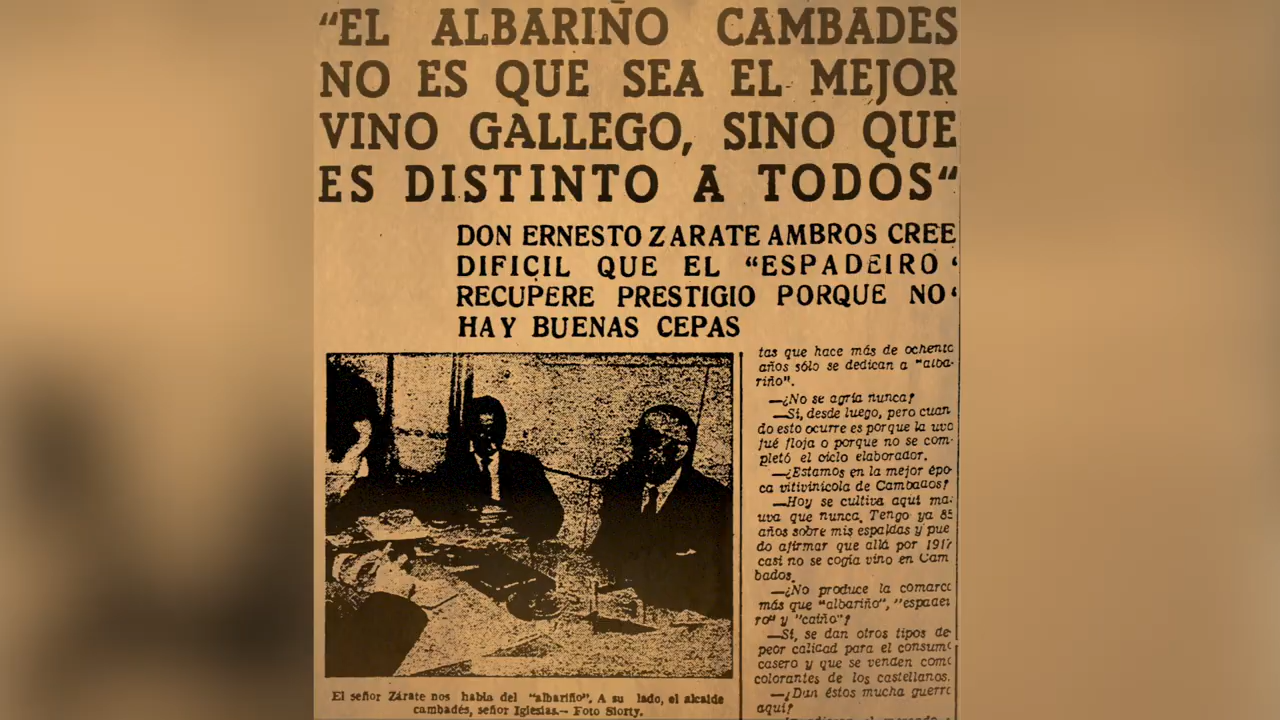 “EL ALBARIÑO CAMBADES
NO ES QUE SEA EL MEJOR
VINO GALLEGO, SINO QUE
ES DISTINTO A TODOS“
DON ERNESTO ZARATE AMBROS CREE
DIFICIL QUE EL “ESPADEIRO ‘
RECUPERE PRESTIGIO PORQUE NO
HAY BUENAS CEPAS
El señor Zárate nos habla del “albariño”. A su lado, el alcalde
cambadés, señor Iglesias.— Foto Slorty.
tas que hace más de ochenta
años sólo se dedican a “alba-
riño”.
—¿No se agria nunca?
—Sí, desde luego, pero cuan
do esto ocurre es porque la uva
fué floja o porque no se com-
pletó el ciclo elaborador.
—¿Estamos en la mejor épo
ca vitivinícola de Cambados?
—Hoy se cultiva aquí más
uva que nunca. Tengo ya 85
años sobre mis espaldas y pue
do afirmar que allá por 1917
casi no se cogía vino en Cam
bados.
—¿No produce la comarca
más que “albariño”, “espadei
ro” y “caiño”?
—Sí, se dan otros tipos de
peor calidad para el consumo
casero y que se venden como
colorantes de los castellanos.
—¿Dan éstos mucha guerra
aquí?